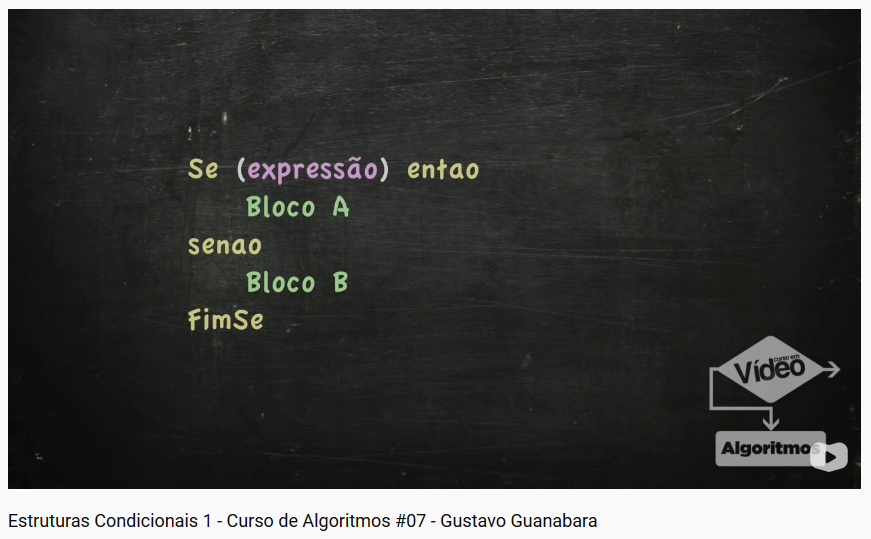 Se (expressão) entao
Bloco A
senao
Bloco B
FimSe
curso em
Vídeo
Algoritmos
Estruturas Condicionais 1 - Curso de Algoritmos #07 - Gustavo Guanabara